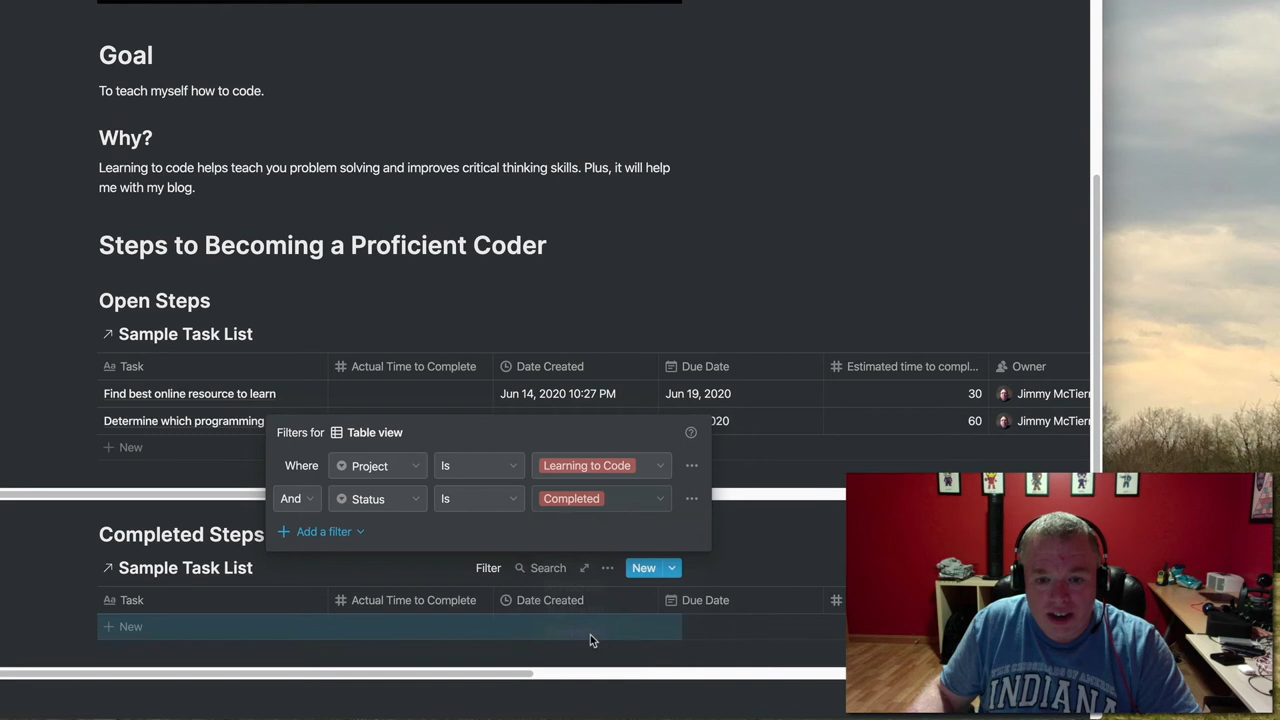 Goal
To teach myself how to code.
Why?
Learning to code helps teach you problem solving and improves critical thinking skills. Plus, it will help
me with my blog.
Steps to Becoming a Proficient Coder
Open Steps
Sample Task List
Aa Task # Actual Time to Complete Date Created Due Date # Estimated time to compl... Owner
Find best online resource to learn Jun 14, 2020 10:27 PM Jun 19, 2020 30 Jimmy McTiern
Determine which programming 2020 60 Jimmy McTiern
+ New
Filters for Table view ?
Where Project Is Learning to Code
And Status Is Completed
+ Add a filter
Completed Steps
Sample Task List Filter Search New
Aa Task # Actual Time to Complete Date Created Due Date #
+ New
INDIANA